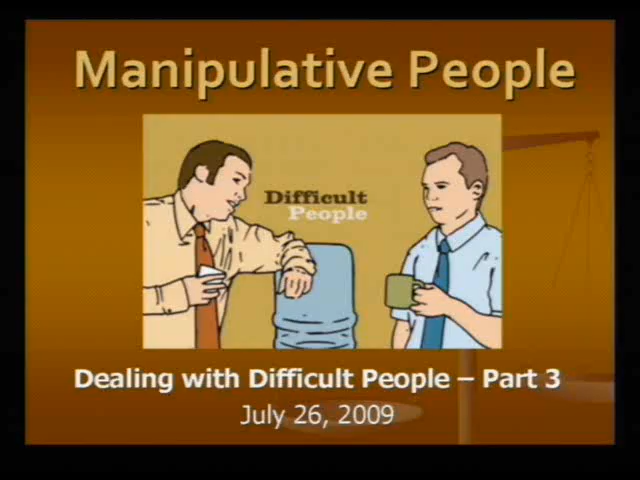 Manipulative People
Difficult
People
Dealing with Difficult People – Part 3
July 26, 2009